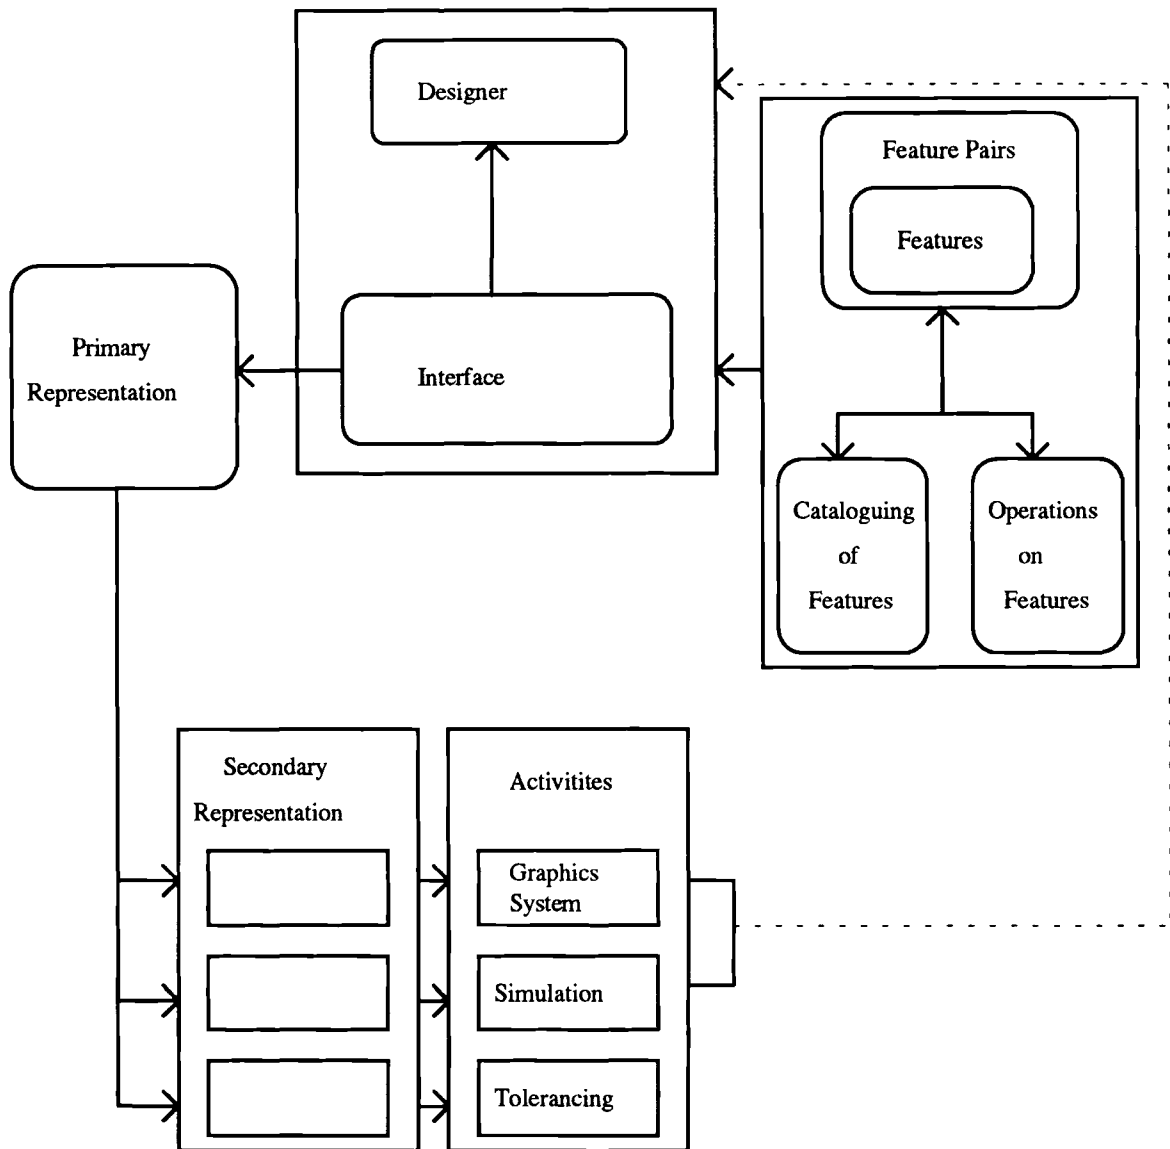 Designer
Feature Pairs
Features
Primary
Representation
Interface
Cataloguing
of
Features
Operations
on
Features
Secondary
Representation
Activitites
Graphics
System
Simulation
Tolerancing